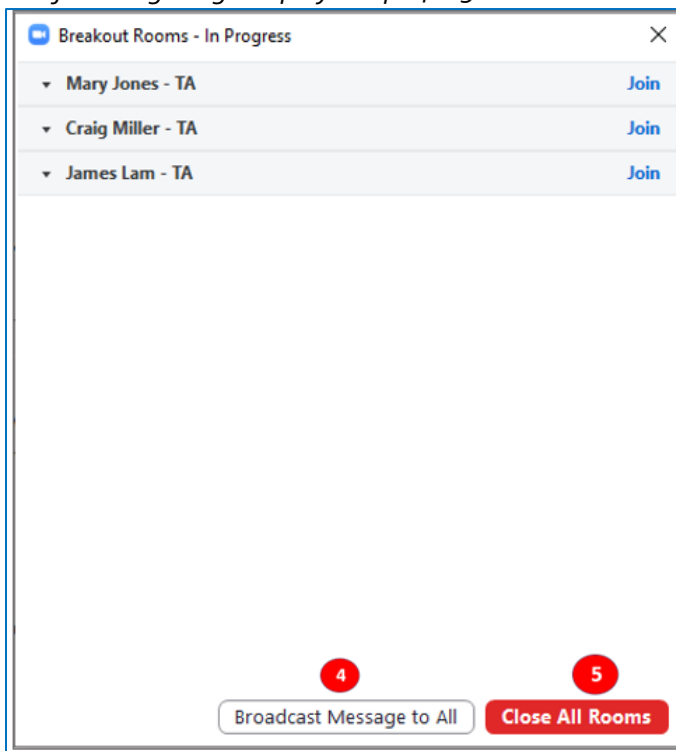 Breakout Rooms - In Progress
Mary Jones - TA Join
Craig Miller - TA Join
James Lam - TA Join
4 5
Broadcast Message to All Close All Rooms